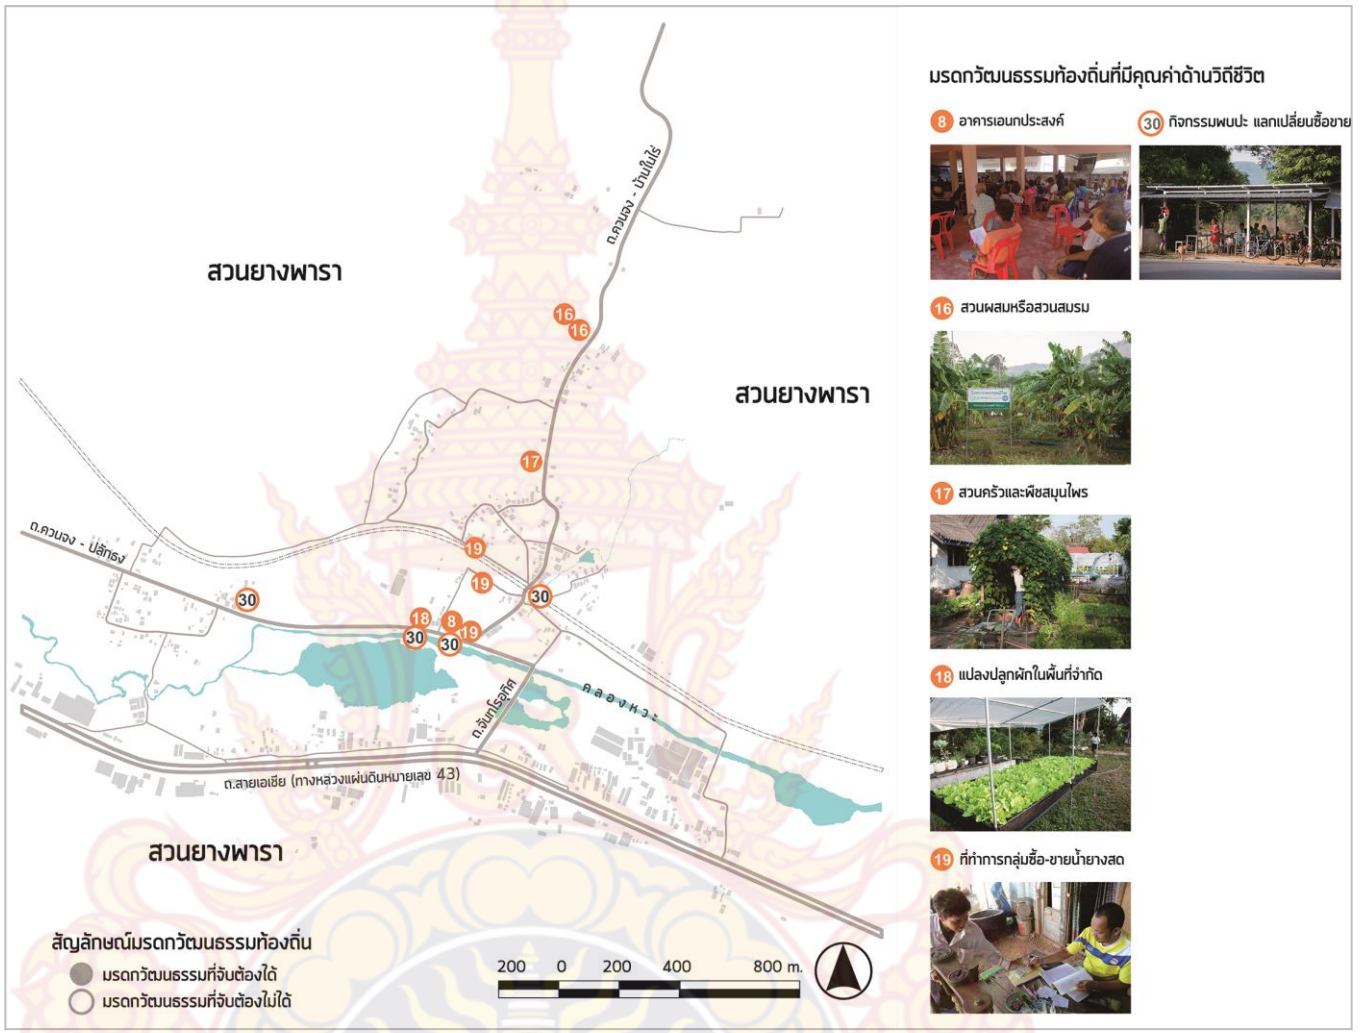 มรดกวัฒนธรรมท้องถิ่นที่มีคุณค่าด้านวิถีชีวิต
8 อาคารเอนกประสงค์
30 กิจกรรมพบปะ แลกเปลี่ยนซื้อขาย
16 สวนผสมหรือสวนสมรม
17 สวนครัวและพืชสมุนไพร
18 แปลงปลูกผักในพื้นที่จำกัด
19 ที่ทำการกลุ่มซื้อ-ขายน้ำยางสด
ถ.ควนจง - บ้านในไร่
สวนยางพารา
16
16
สวนยางพารา
17
ถ.ควนจง - ปลักธง
19
19
30
30
18
8
19
30
30
คลองหวะ
ถ.จันทโรอุทิศ
ถ.สายเอเชีย (ทางหลวงแผ่นดินหมายเลข 43)
สวนยางพารา
สัญลักษณ์มรดกวัฒนธรรมท้องถิ่น
มรดกวัฒนธรรมที่จับต้องได้
มรดกวัฒนธรรมที่จับต้องไม่ได้
200 0 200 400 800 m.